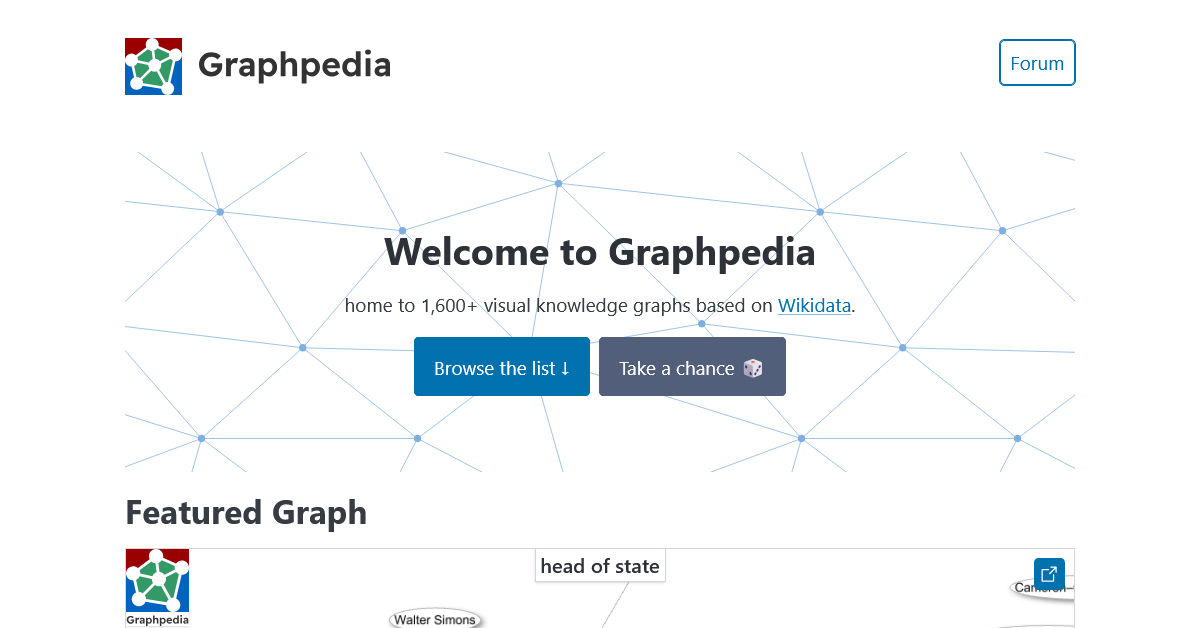 Graphpedia
Forum
Welcome to Graphpedia
home to 1,600+ visual knowledge graphs based on Wikidata.
Browse the list ↓
Take a chance 🎲
Featured Graph
head of state
Graphpedia
Walter Simons